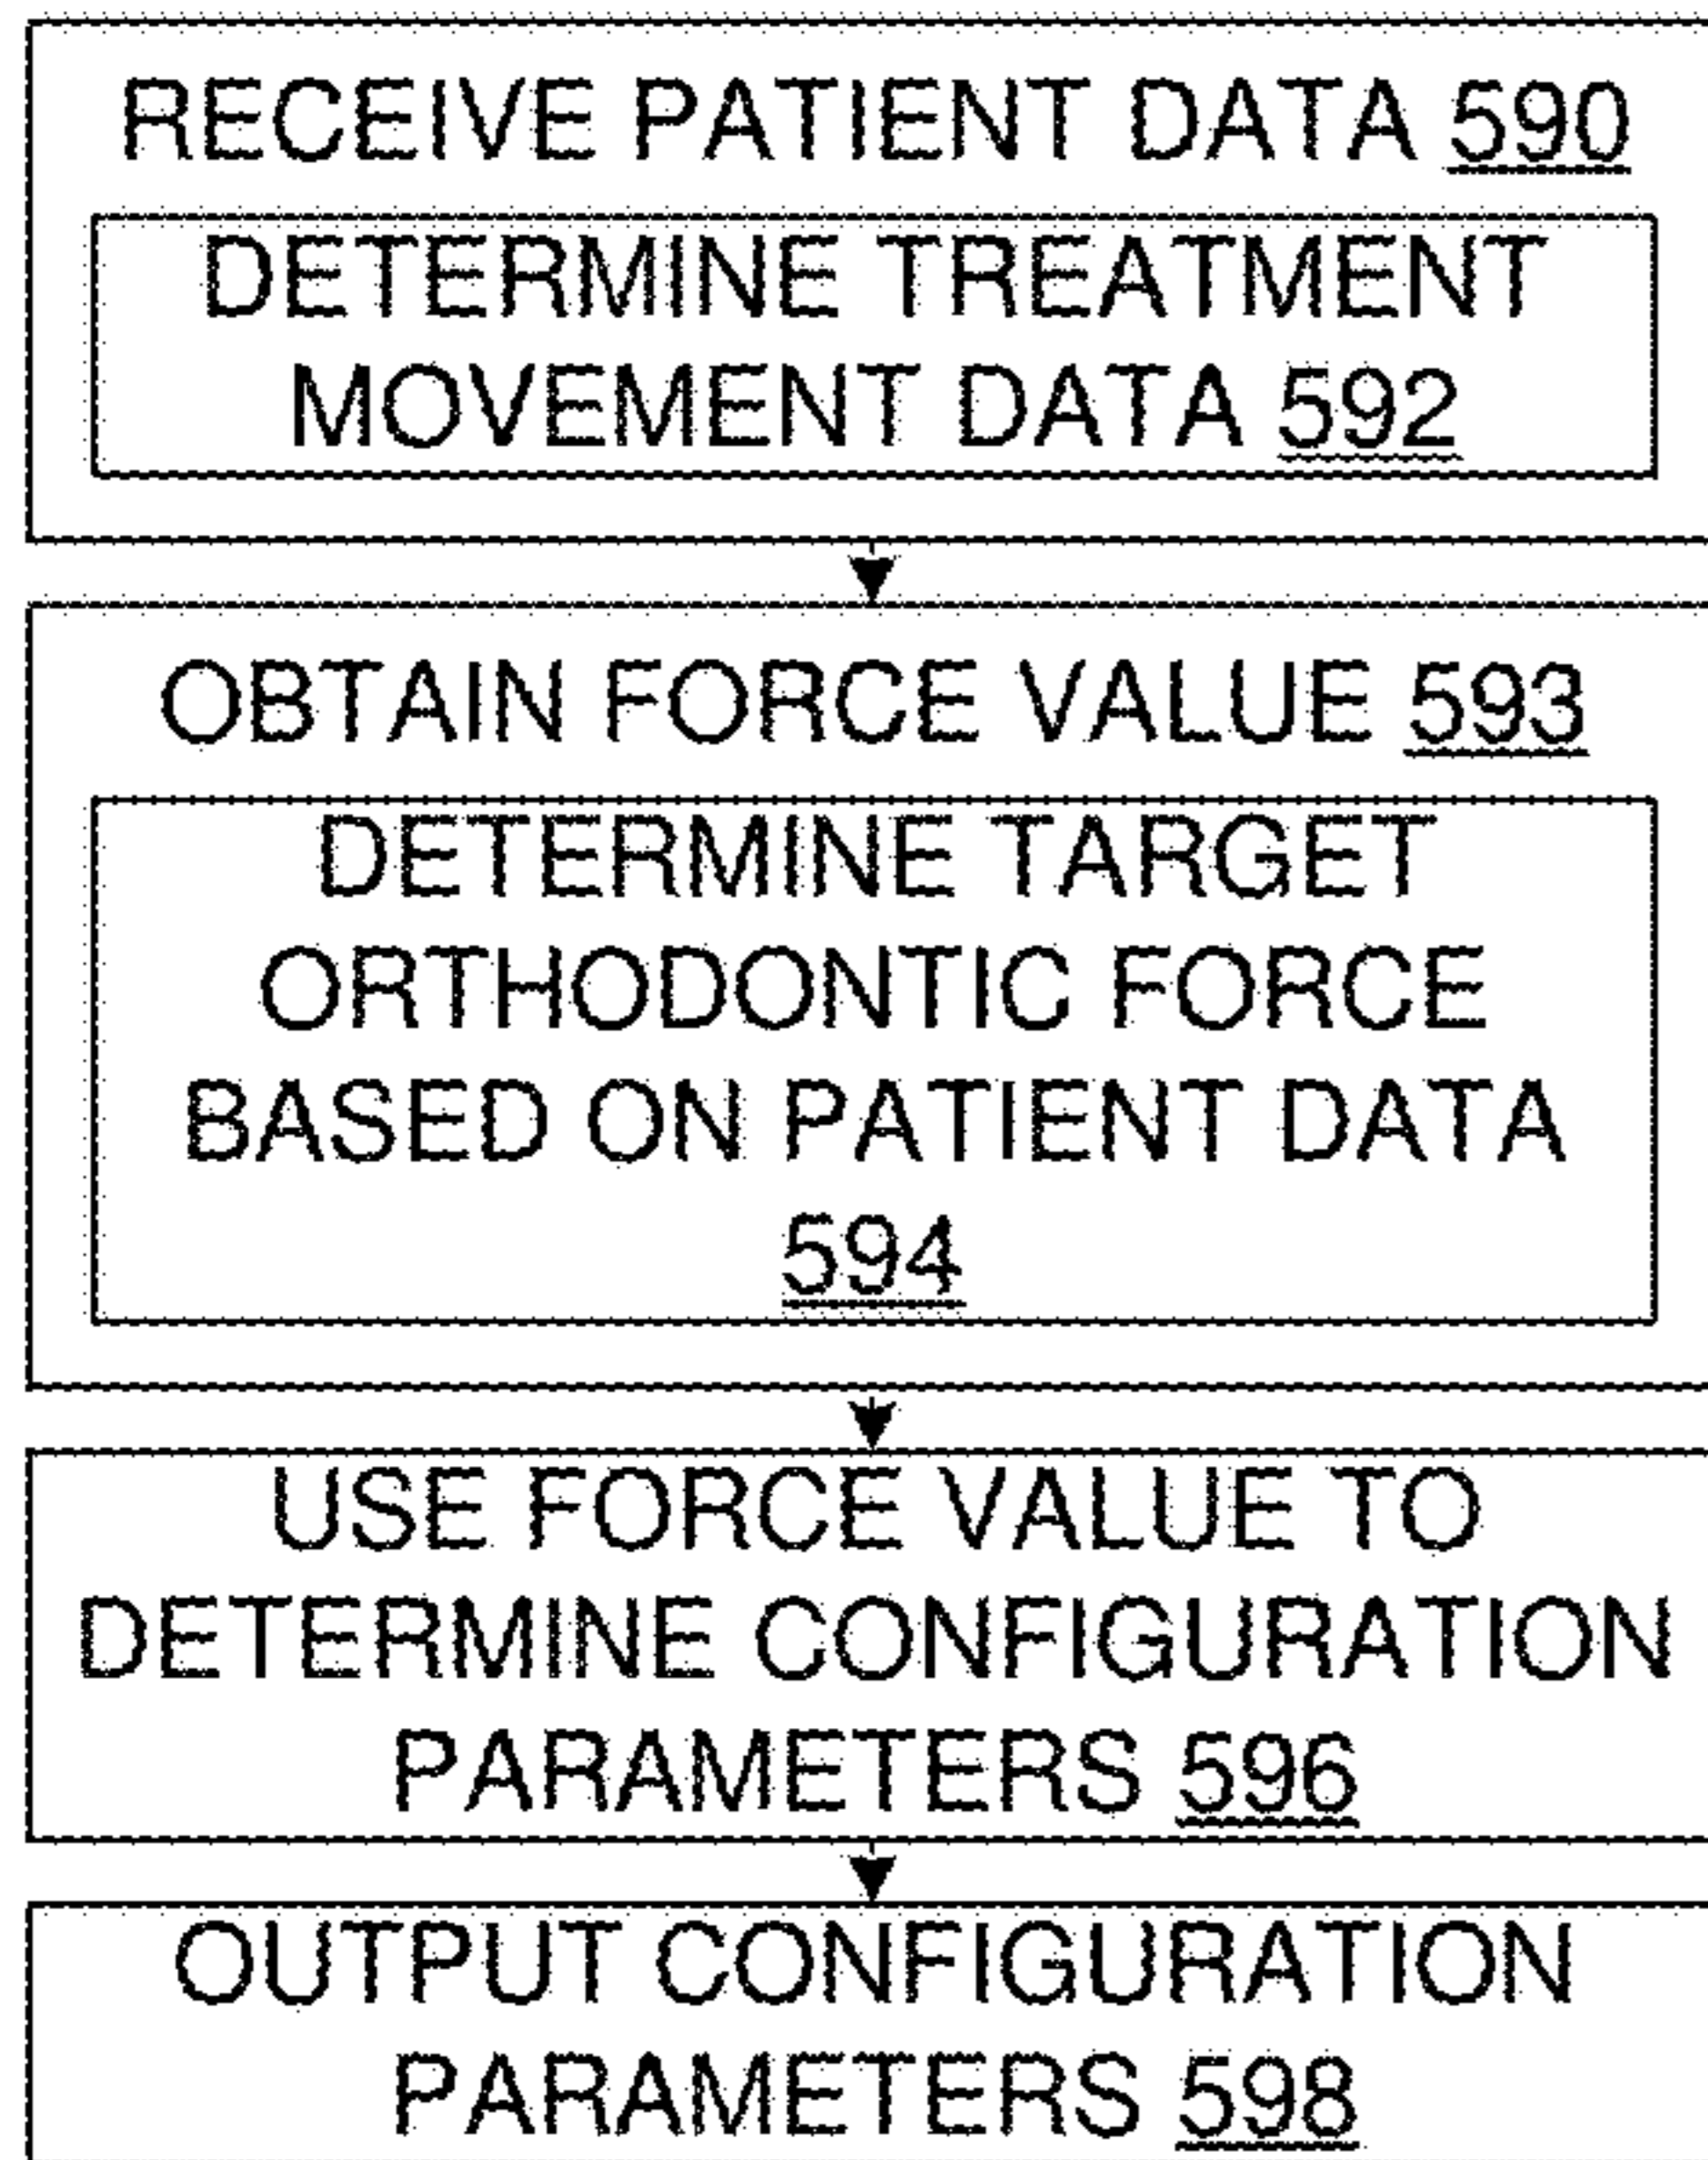 RECEIVE PATIENT DATA 590
DETERMINE TREATMENT
MOVEMENT DATA 592
OBTAIN FORCE VALUE 593
DETERMINE TARGET
ORTHODONTIC FORCE
BASED ON PATIENT DATA
594
USE FORCE VALUE TO
DETERMINE CONFIGURATION
PARAMETERS 596
OUTPUT CONFIGURATION
PARAMETERS 598